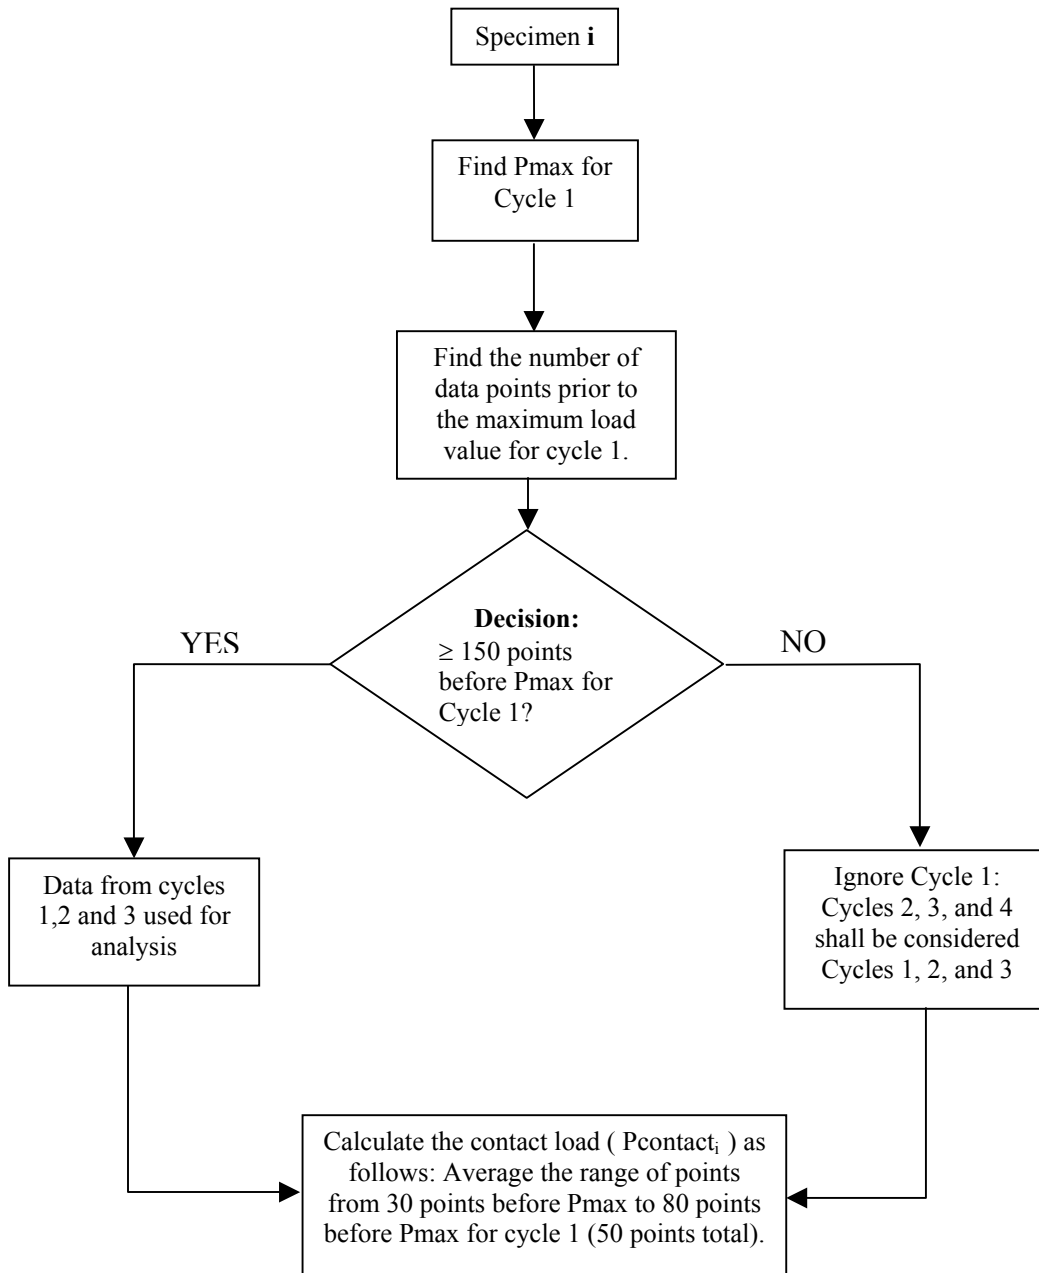 Specimen i
Find Pmax for
Cycle 1
Find the number of
data points prior to
the maximum load
value for cycle 1.
Decision:
≥ 150 points
before Pmax for
Cycle 1?
YES
NO
Data from cycles
1,2 and 3 used for
analysis
Ignore Cycle 1:
Cycles 2, 3, and 4
shall be considered
Cycles 1, 2, and 3
Calculate the contact load ( Pcontactᵢ ) as
follows: Average the range of points
from 30 points before Pmax to 80 points
before Pmax for cycle 1 (50 points total).